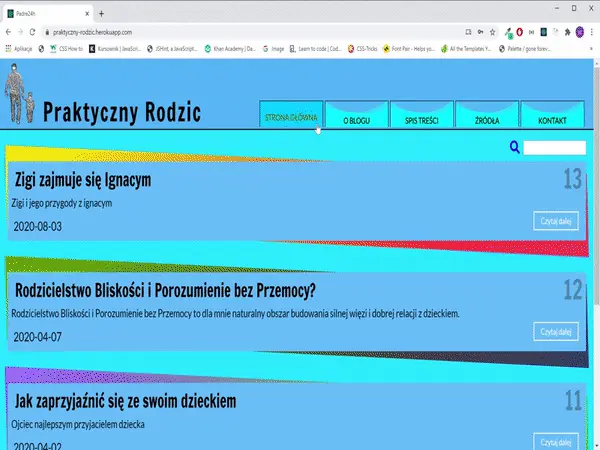 Padre24h
praktyczny-rodzic.herokuapp.com
Aplikacje CSS How to Kursownik | JavaScr... JSHint, a JavaScript... Khan Academy | Da... Image Learn to code | Cad... CSS-Tricks Font Pair - Helps yo... All the Templates Y... Palette / gone forev...
Praktyczny Rodzic
STRONA GŁÓWNA O BLOGU SPIS TREŚCI ŹRÓDŁA KONTAKT
Zigi zajmuje się Ignacym 13
Zigi i jego przygody z ignacym
2020-08-03 Czytaj dalej
Rodzicielstwo Bliskości i Porozumienie bez Przemocy? 12
Rodzicielstwo Bliskości i Porozumienie bez Przemocy to dla mnie naturalny obszar budowania silnej więzi i dobrej relacji z dzieckiem.
2020-04-07 Czytaj dalej
Jak zaprzyjaźnić się ze swoim dzieckiem 11
Ojciec najlepszym przyjacielem dziecka
2020-04-02 Czytaj dalej